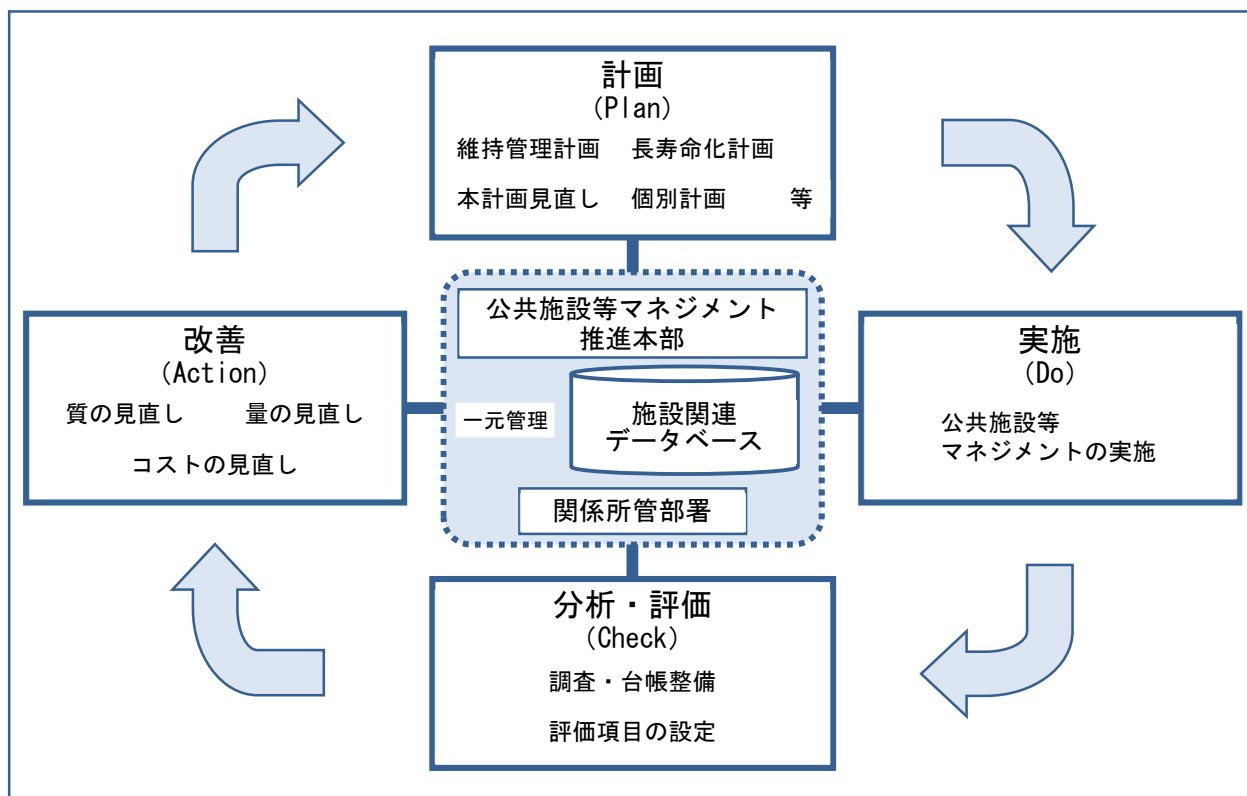 計画
(Plan)
維持管理計画 長寿命化計画
本計画見直し 個別計画 等
公共施設等マネジメント
推進本部
改善
(Action)
質の見直し 量の見直し
コストの見直し
一元管理
施設関連
データベース
関係所管部署
実施
(Do)
公共施設等
マネジメントの実施
分析・評価
(Check)
調査・台帳整備
評価項目の設定